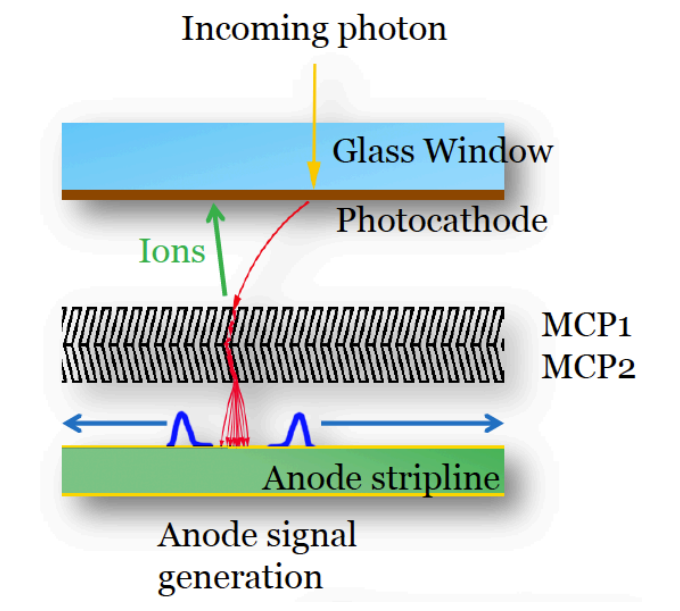 Incoming photon
Glass Window
Photocathode
Ions
MCP1
MCP2
Anode stripline
Anode signal
generation